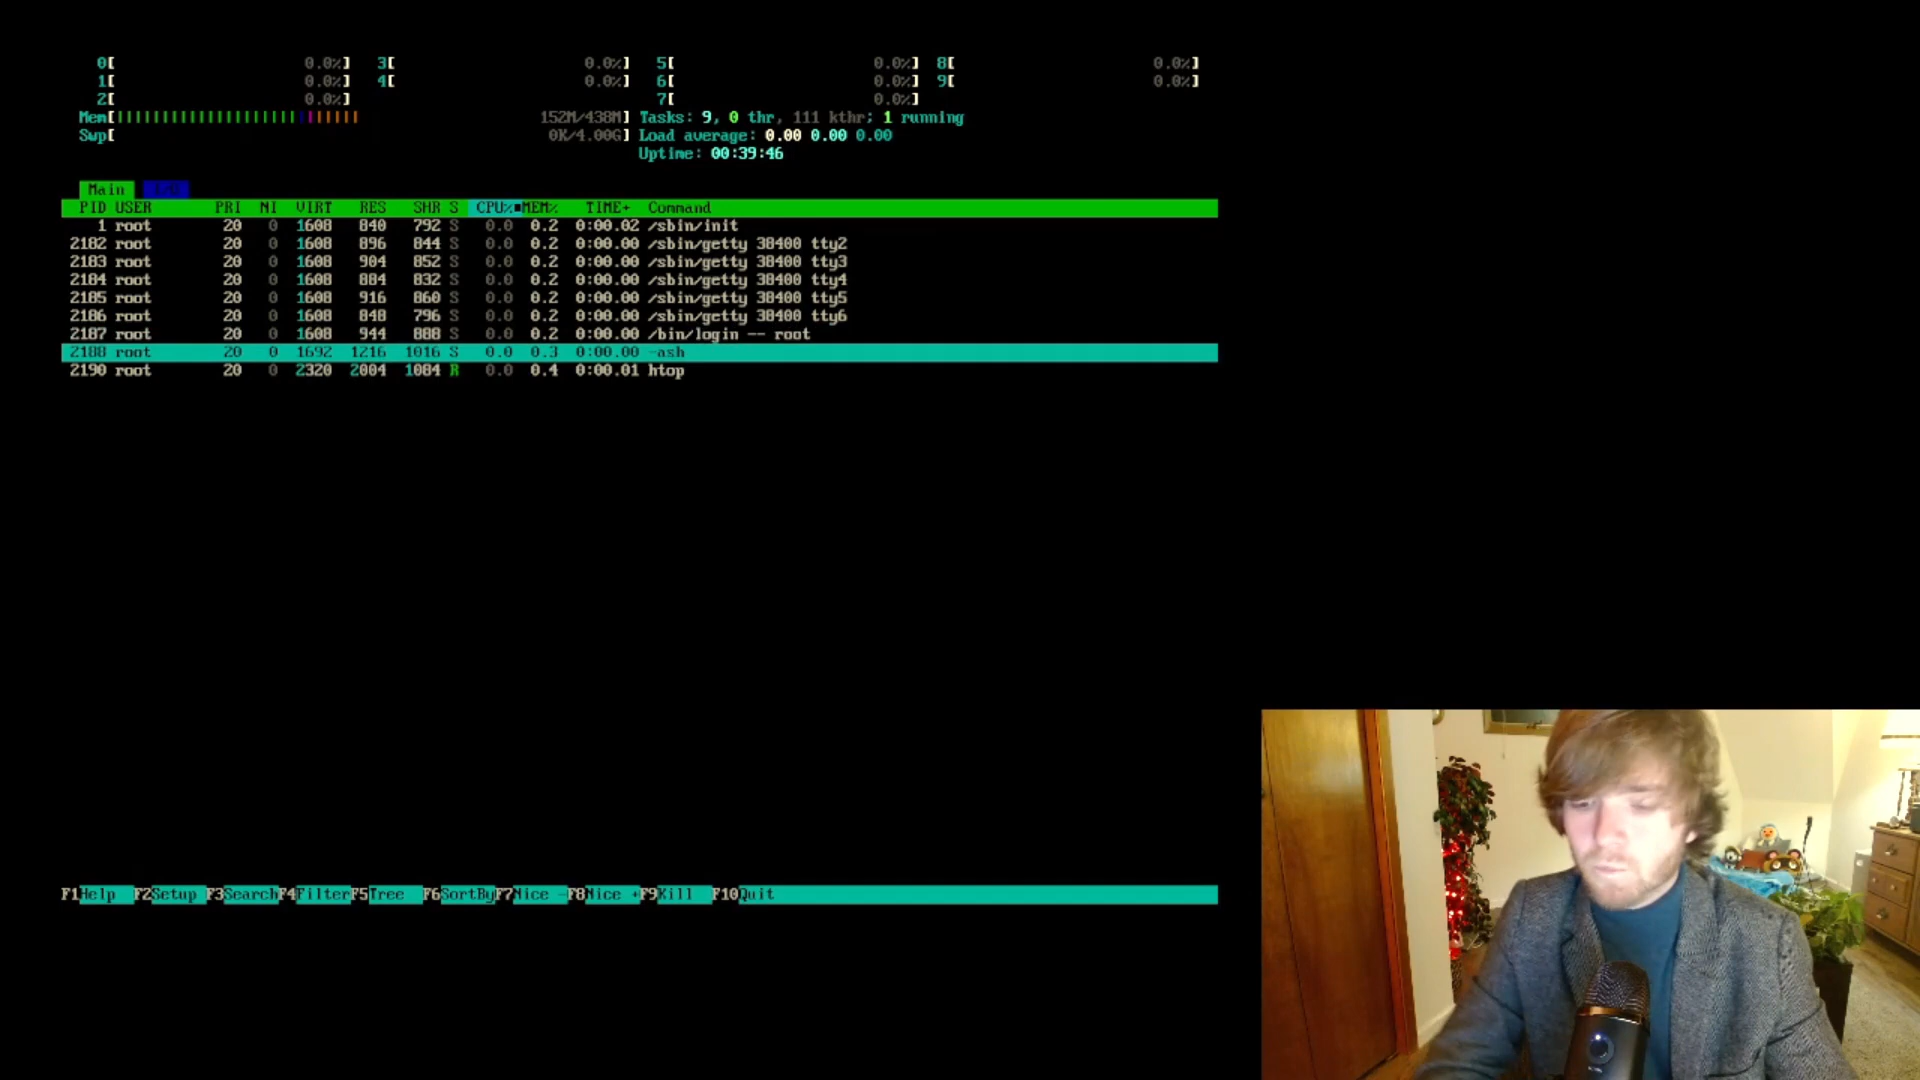 0[ 0.0%] 3[ 0.0%] 5[ 0.0%] 8[ 0.0%]
1[ 0.0%] 4[ 0.0%] 6[ 0.0%] 9[ 0.0%]
2[ 0.0%] 7[ 0.0%]
Mem[|||||||||||||||||||||||||||152M/438M] Tasks: 9, 0 thr, 111 kthr; 1 running
Swp[ 0K/4.00G] Load average: 0.00 0.00 0.00
Uptime: 00:39:46
Main I/O
PID USER PRI NI VIRT RES SHR S CPU% MEM% TIME+ Command
1 root 20 0 1608 840 792 S 0.0 0.2 0:00.02 /sbin/init
2182 root 20 0 1608 896 844 S 0.0 0.2 0:00.00 /sbin/getty 38400 tty2
2183 root 20 0 1608 904 852 S 0.0 0.2 0:00.00 /sbin/getty 38400 tty3
2184 root 20 0 1608 884 832 S 0.0 0.2 0:00.00 /sbin/getty 38400 tty4
2185 root 20 0 1608 916 860 S 0.0 0.2 0:00.00 /sbin/getty 38400 tty5
2186 root 20 0 1608 848 796 S 0.0 0.2 0:00.00 /sbin/getty 38400 tty6
2187 root 20 0 1608 944 888 S 0.0 0.2 0:00.00 /bin/login -- root
2188 root 20 0 1692 1216 1016 S 0.0 0.3 0:00.00 -ash
2190 root 20 0 2320 2004 1084 R 0.0 0.4 0:00.01 htop
F1Help F2Setup F3SearchF4FilterF5Tree F6SortByF7Nice -F8Nice +F9Kill F10Quit